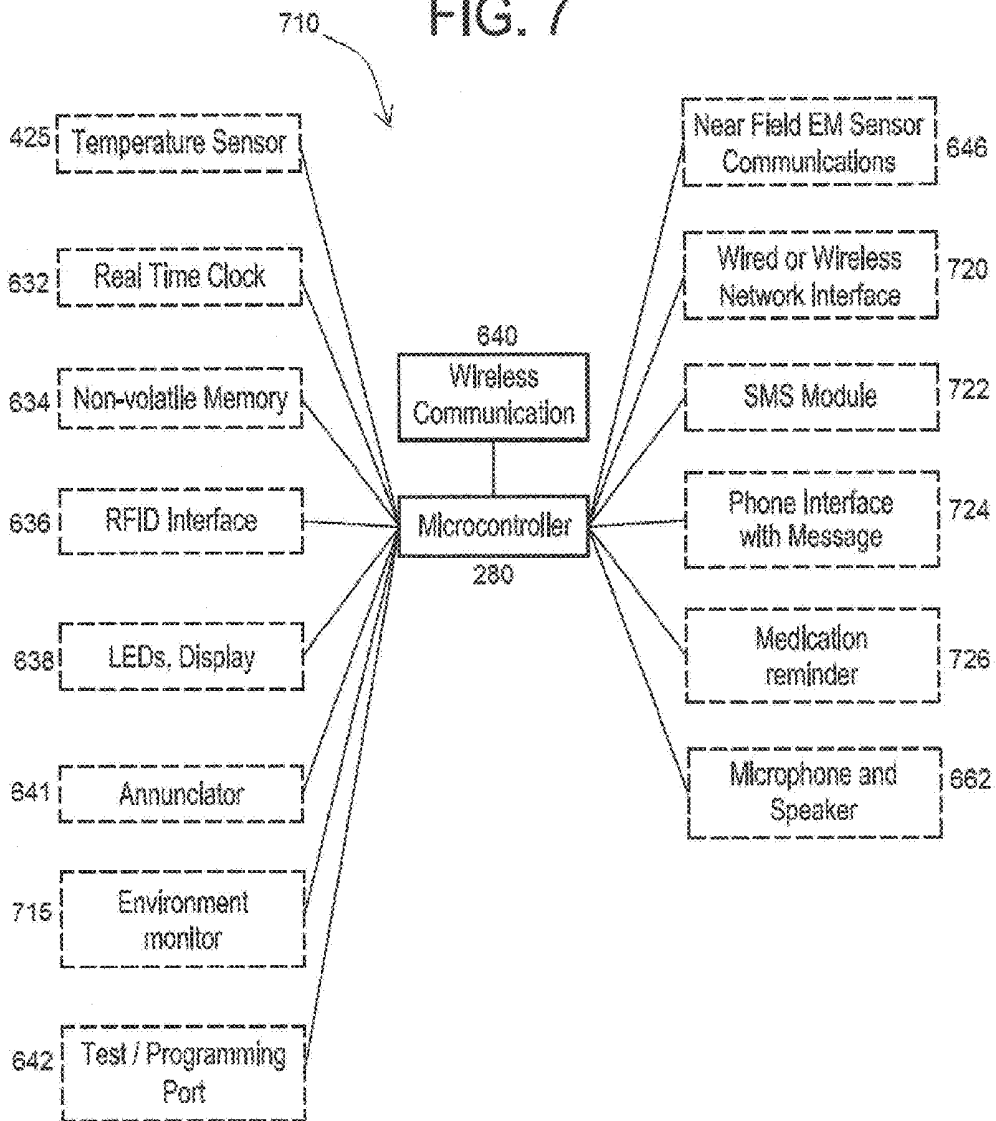 FIG. 7
710
425
Temperature Sensor
632
Real Time Clock
634
Non-volatile Memory
636
RFID Interface
638
LEDs, Display
641
Annunciator
715
Environment
monitor
642
Test / Programming
Port
640
Wireless
Communication
Microcontroller
280
Near Field EM Sensor
Communications
646
Wired or Wireless
Network Interface
720
SMS Module
722
Phone Interface
with Message
724
Medication
reminder
726
Microphone and
Speaker
662